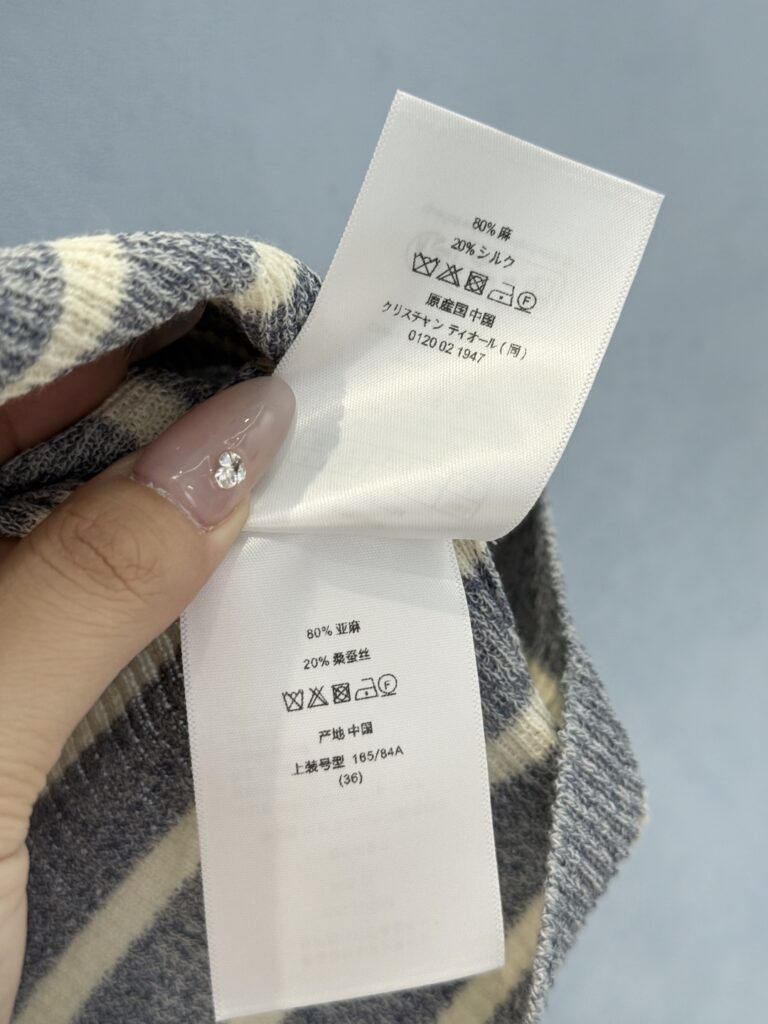 80% 麻
20% シルク
F
原産国 中国
クリスチャン ディオール ( 同 )
0120 02 1947
80% 亚麻
20% 桑蚕丝
F
产地 中国
上装号型 165/84A
(36)